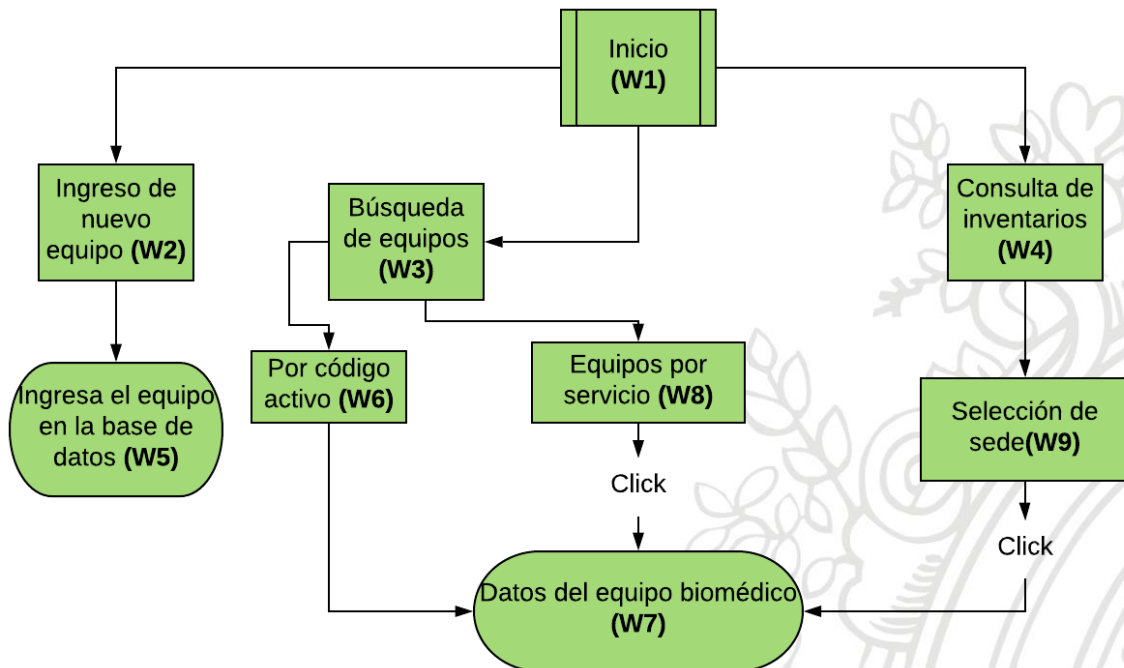 Inicio
(W1)
Ingreso de
nuevo
equipo (W2)
Búsqueda
de equipos
(W3)
Consulta de
inventarios
(W4)
Ingresa el equipo
en la base de
datos (W5)
Por código
activo (W6)
Equipos por
servicio (W8)
Selección de
sede(W9)
Click
Click
Datos del equipo biomédico
(W7)